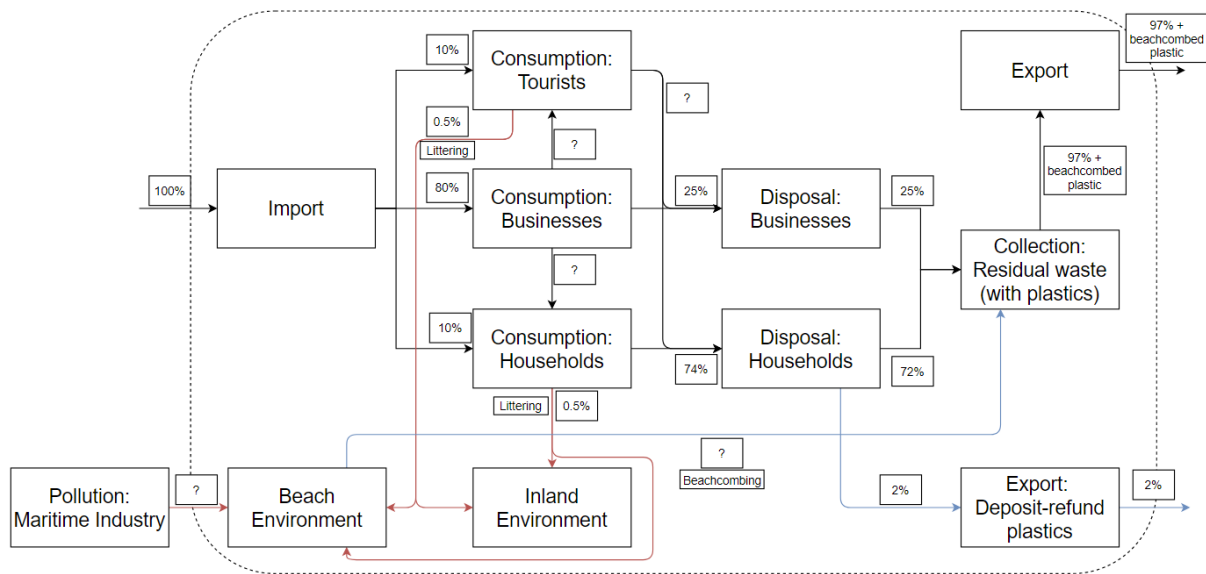 97% +
beachcombed
plastic
10%
Consumption:
Tourists
Export
?
0.5%
Littering
?
97% +
beachcombed
plastic
100%
Import
80%
Consumption:
Businesses
25%
Disposal:
Businesses
25%
Collection:
Residual waste
(with plastics)
?
10%
Consumption:
Households
74%
Disposal:
Households
72%
Littering
0.5%
?
Beachcombing
Pollution:
Maritime Industry
?
Beach
Environment
Inland
Environment
2%
Export:
Deposit-refund
plastics
2%